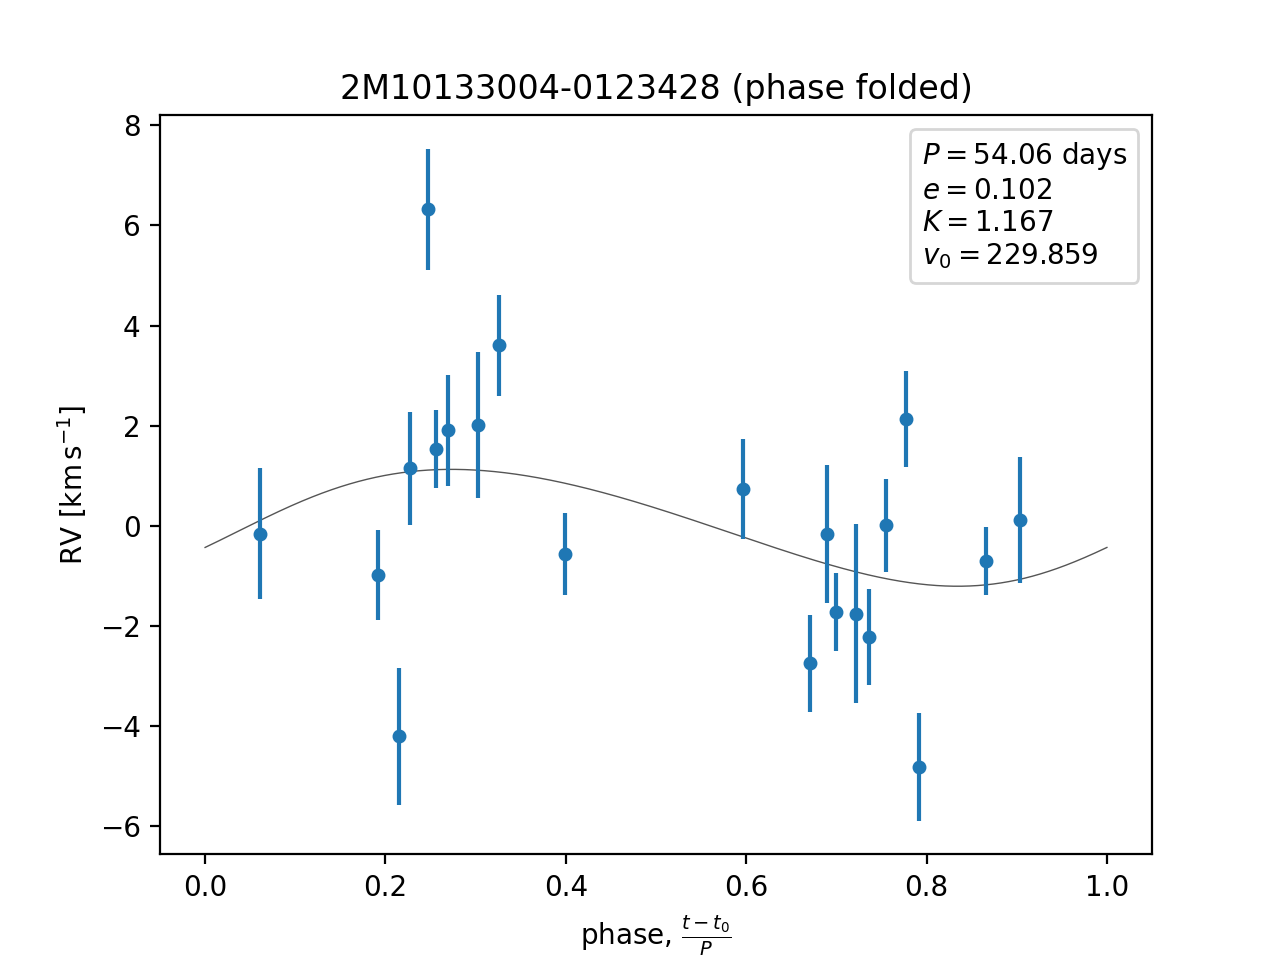 2M10133004-0123428 (phase folded)
P = 54.06 days
e = 0.102
K = 1.167
v₀ = 229.859
RV [km s⁻¹]
8
6
4
2
0
−2
−4
−6
0.0 0.2 0.4 0.6 0.8 1.0
phase, (t − t₀)/P